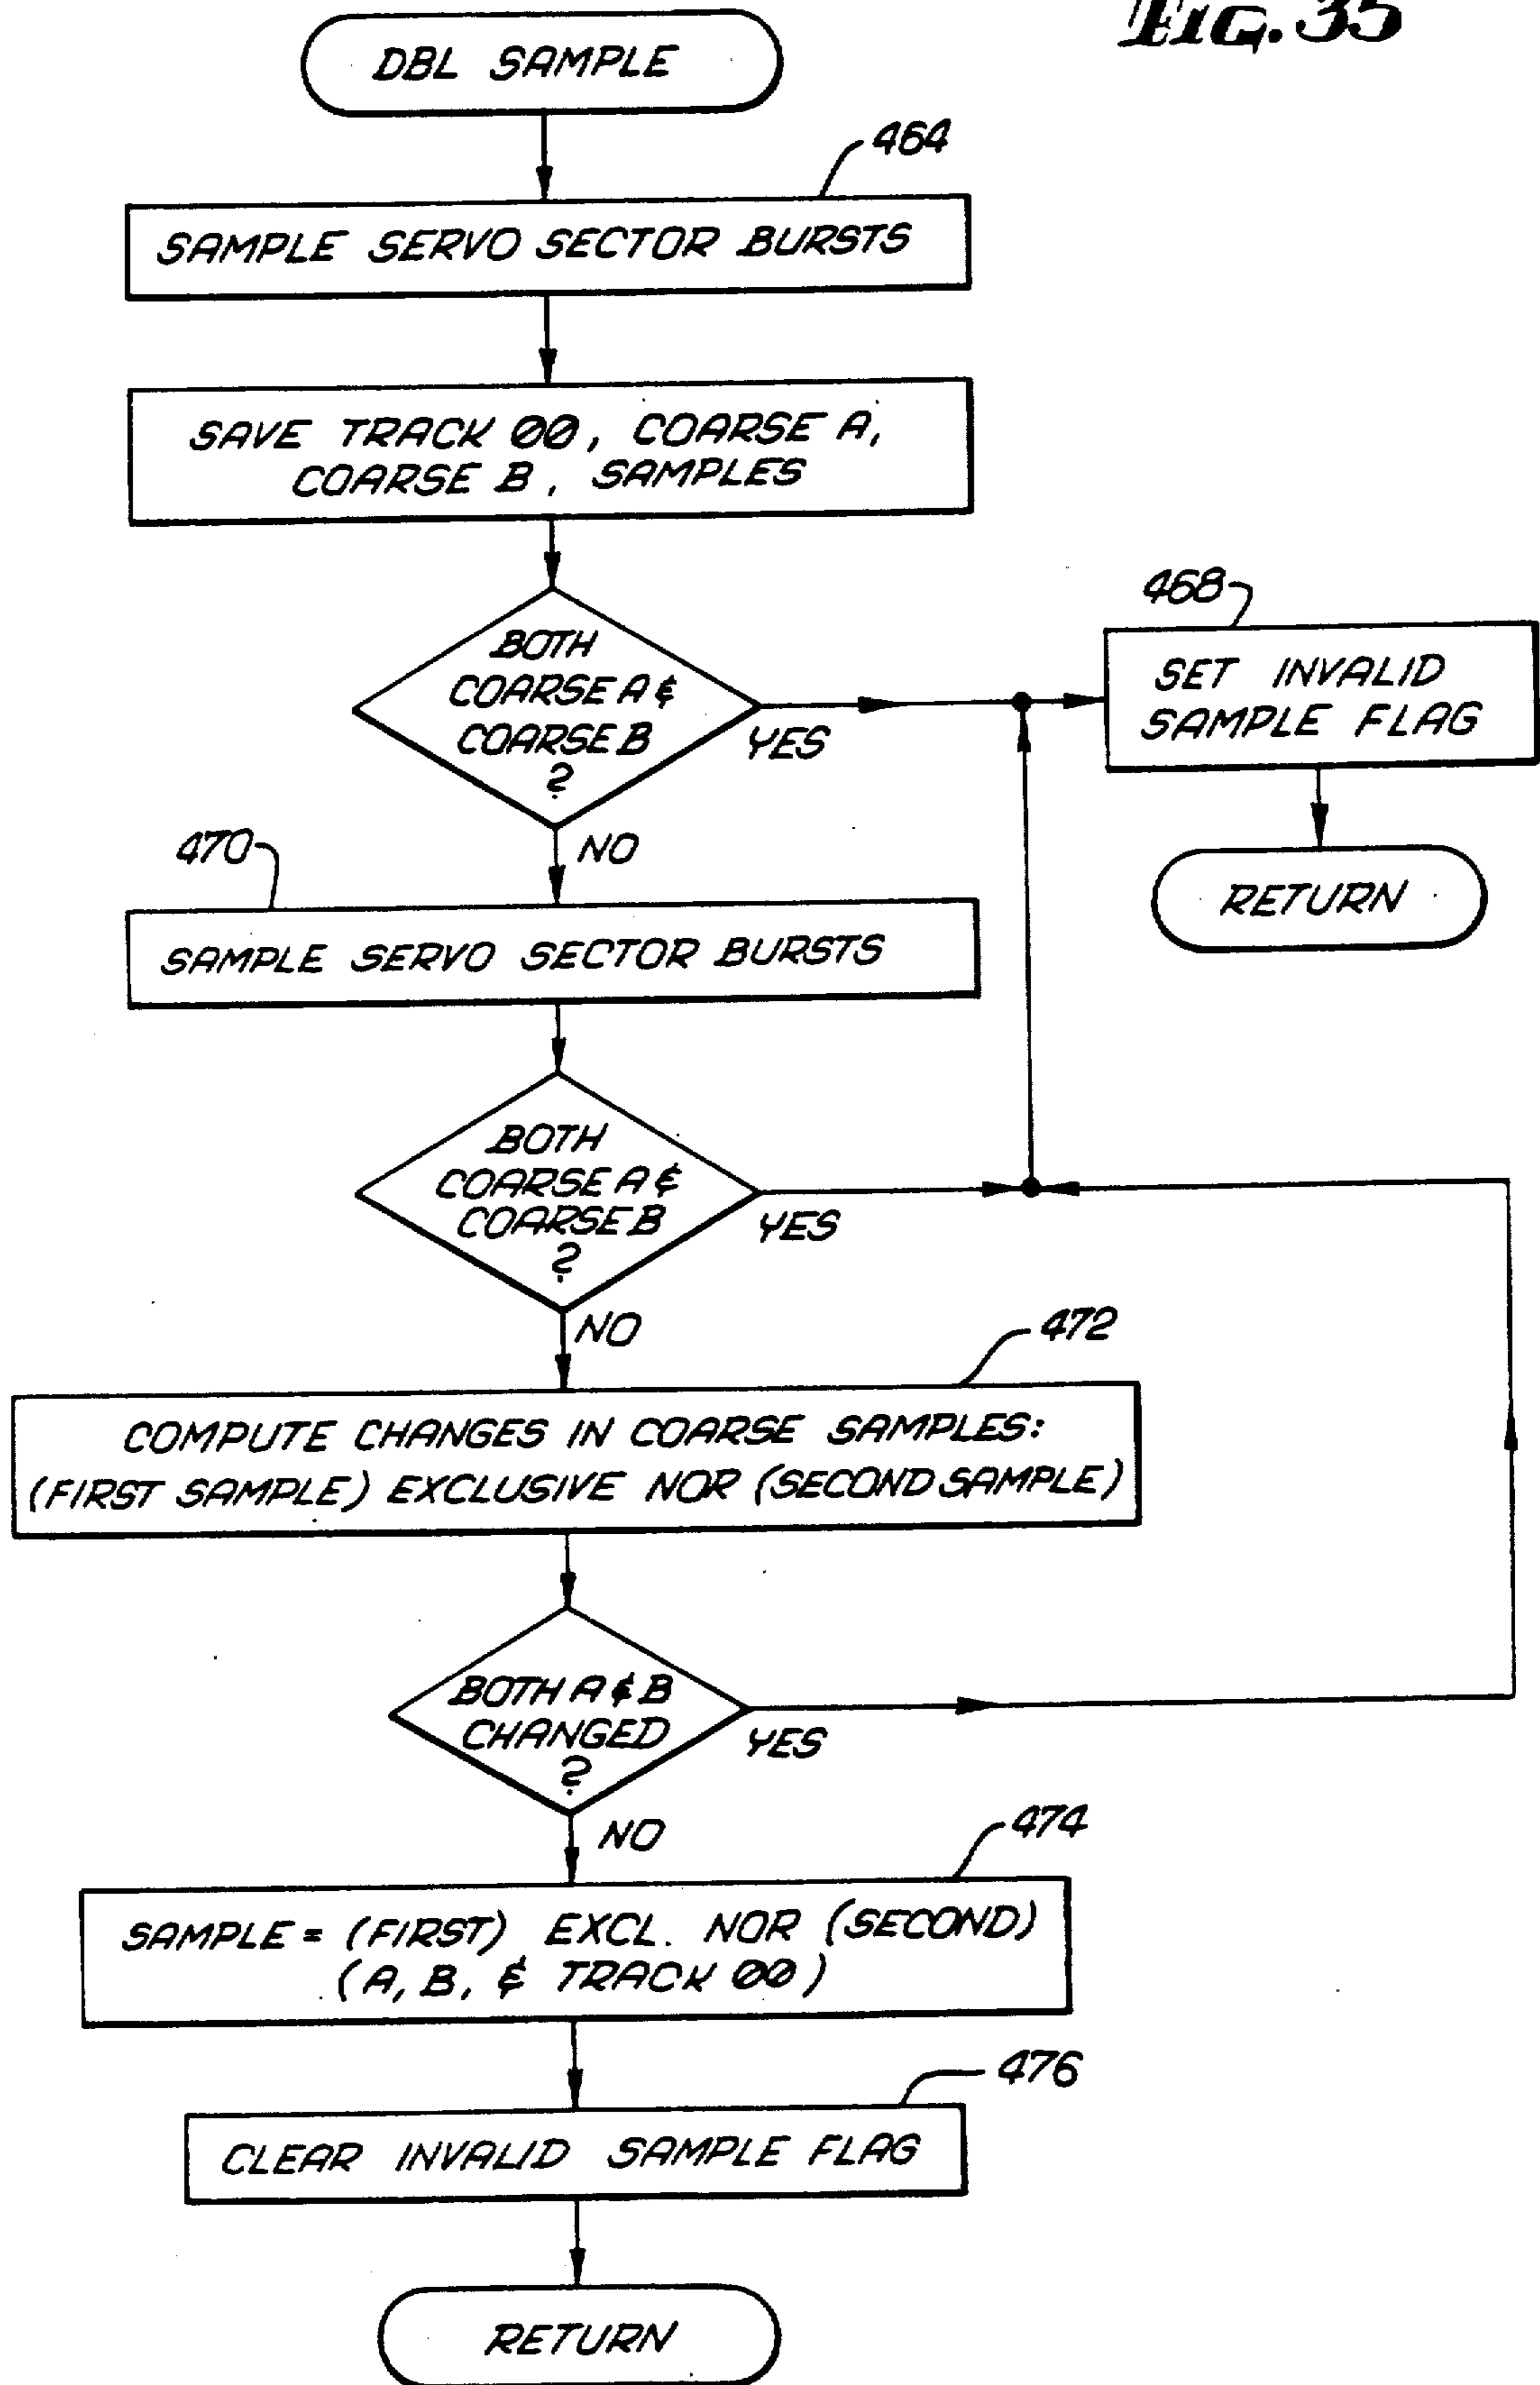 FIG. 35
DBL SAMPLE
464
SAMPLE SERVO SECTOR BURSTS
SAVE TRACK 00, COARSE A,
COARSE B, SAMPLES
BOTH
COARSE A &
COARSE B
?
YES
NO
468
SET INVALID
SAMPLE FLAG
RETURN
470
SAMPLE SERVO SECTOR BURSTS
BOTH
COARSE A &
COARSE B
?
YES
NO
472
COMPUTE CHANGES IN COARSE SAMPLES:
(FIRST SAMPLE) EXCLUSIVE NOR (SECOND SAMPLE)
BOTH A & B
CHANGED
?
YES
NO
474
SAMPLE = (FIRST) EXCL. NOR (SECOND)
(A, B, & TRACK 00)
476
CLEAR INVALID SAMPLE FLAG
RETURN